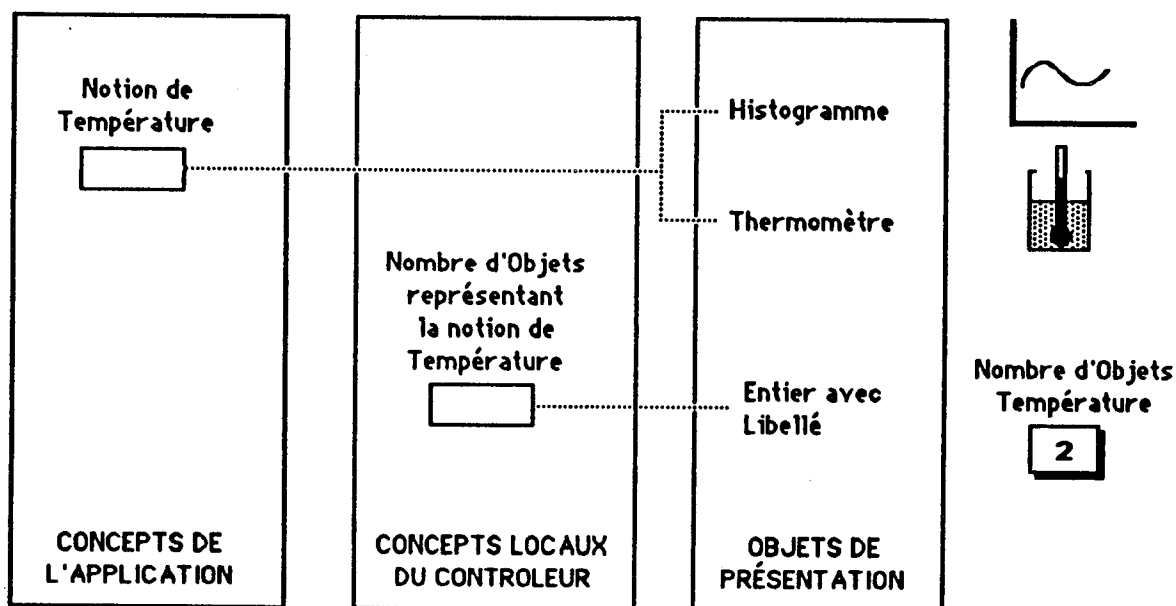 Notion de
Température
Nombre d'Objets
représentant
la notion de
Température
Histogramme
Thermomètre
Entier avec
Libellé
Nombre d'Objets
Température
2
CONCEPTS DE
L'APPLICATION
CONCEPTS LOCAUX
DU CONTROLEUR
OBJETS DE
PRÉSENTATION